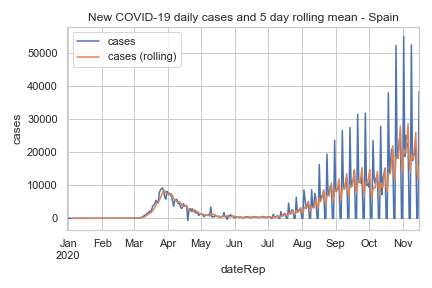 New COVID-19 daily cases and 5 day rolling mean - Spain
cases
cases (rolling)
50000
40000
30000
20000
10000
0
cases
Jan Feb Mar Apr May Jun Jul Aug Sep Oct Nov
2020
dateRep